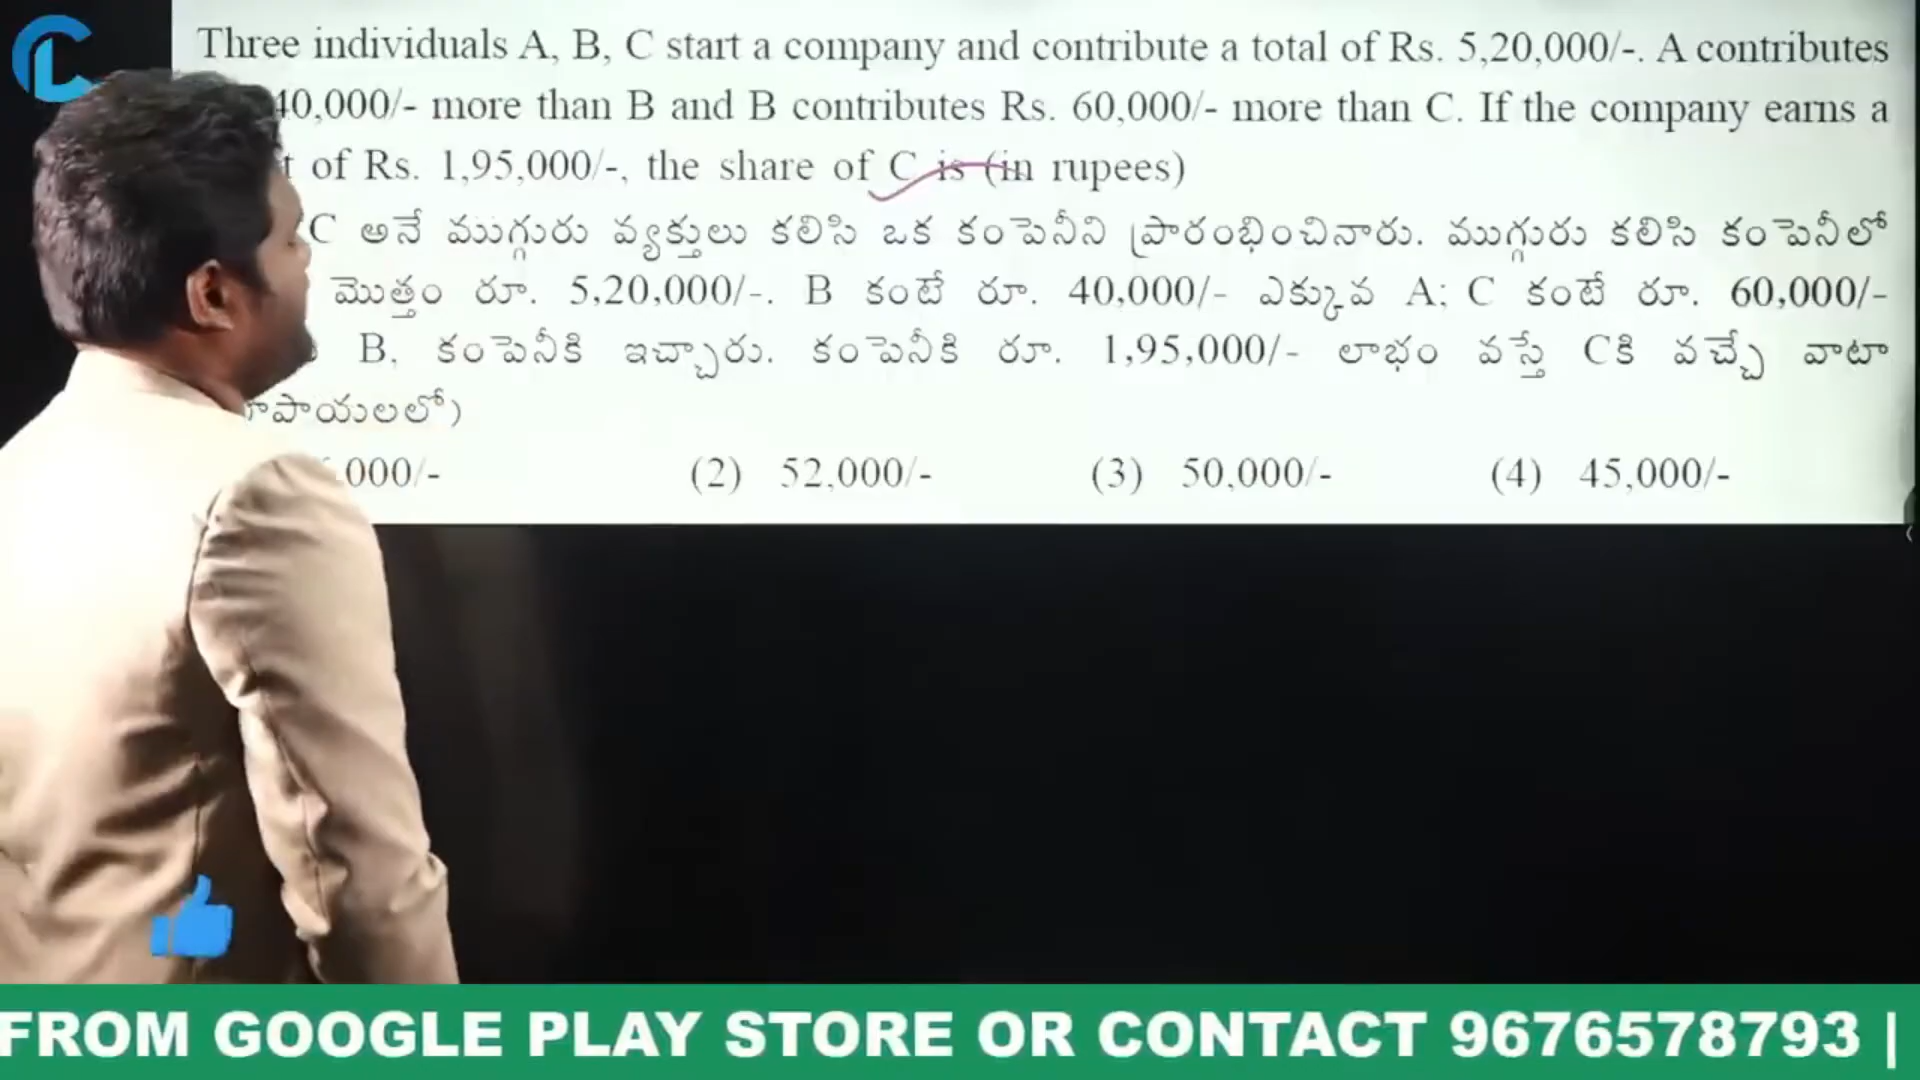 Three individuals A, B, C start a company and contribute a total of Rs. 5,20,000/-. A contributes
40,000/- more than B and B contributes Rs. 60,000/- more than C. If the company earns a
of Rs. 1,95,000/-, the share of C is (in rupees)
C అనే ముగ్గురు వ్యక్తులు కలిసి ఒక కంపెనీని ప్రారంభించినారు. ముగ్గురు కలిసి కంపెనీలో
మొత్తం రూ. 5,20,000/-. B కంటే రూ. 40,000/- ఎక్కువ A; C కంటే రూ. 60,000/-
B, కంపెనీకి ఇచ్చారు. కంపెనీకి రూ. 1,95,000/- లాభం వస్తే Cకి వచ్చే వాటా
రూపాయలలో)
,000/- (2) 52,000/- (3) 50,000/- (4) 45,000/-
FROM GOOGLE PLAY STORE OR CONTACT 9676578793 |